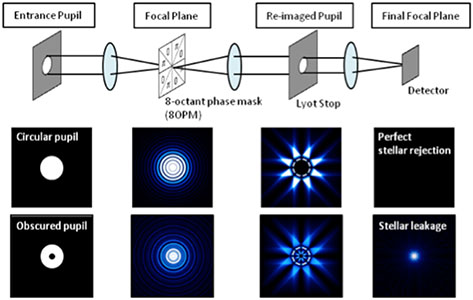 Entrance Pupil
Focal Plane
Re-imaged Pupil
Final Focal Plane
8-octant phase mask
(8OPM)
Lyot Stop
Detector
Circular pupil
Perfect
stellar rejection
Obscured pupil
Stellar leakage